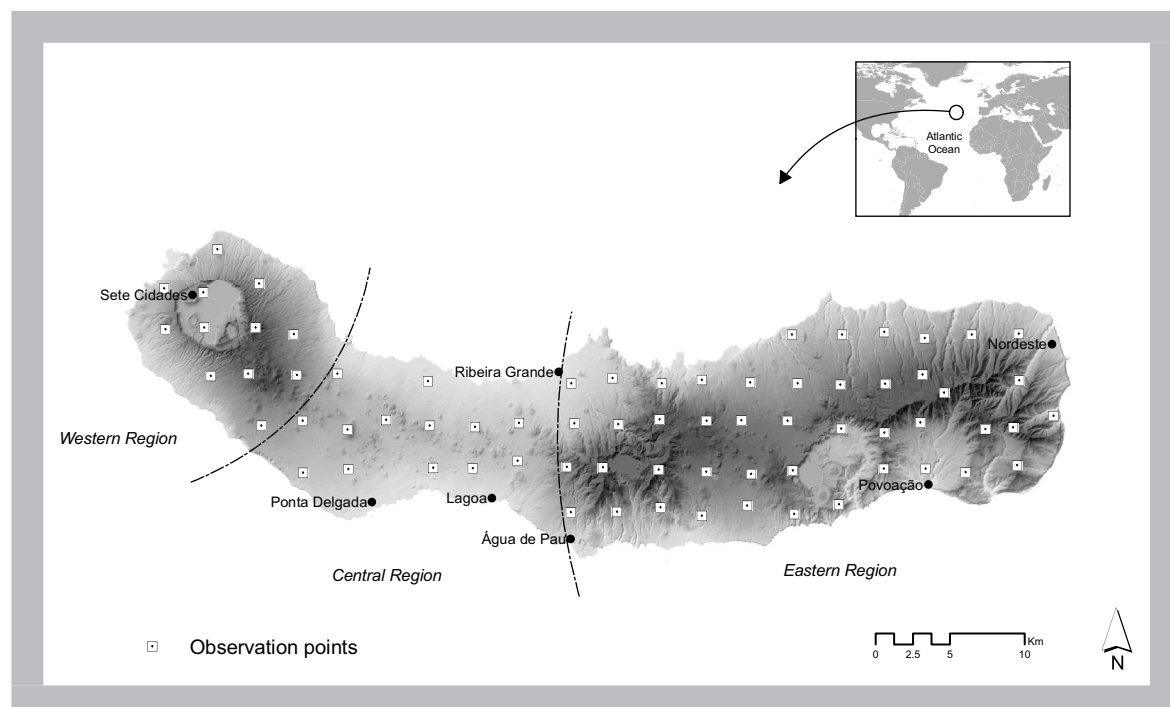 Atlantic
Ocean
Sete Cidades
Ribeira Grande
Nordeste
Western Region
Povoação
Ponta Delgada
Lagoa
Água de Pau
Central Region
Eastern Region
Observation points
Km
0 2.5 5 10
N